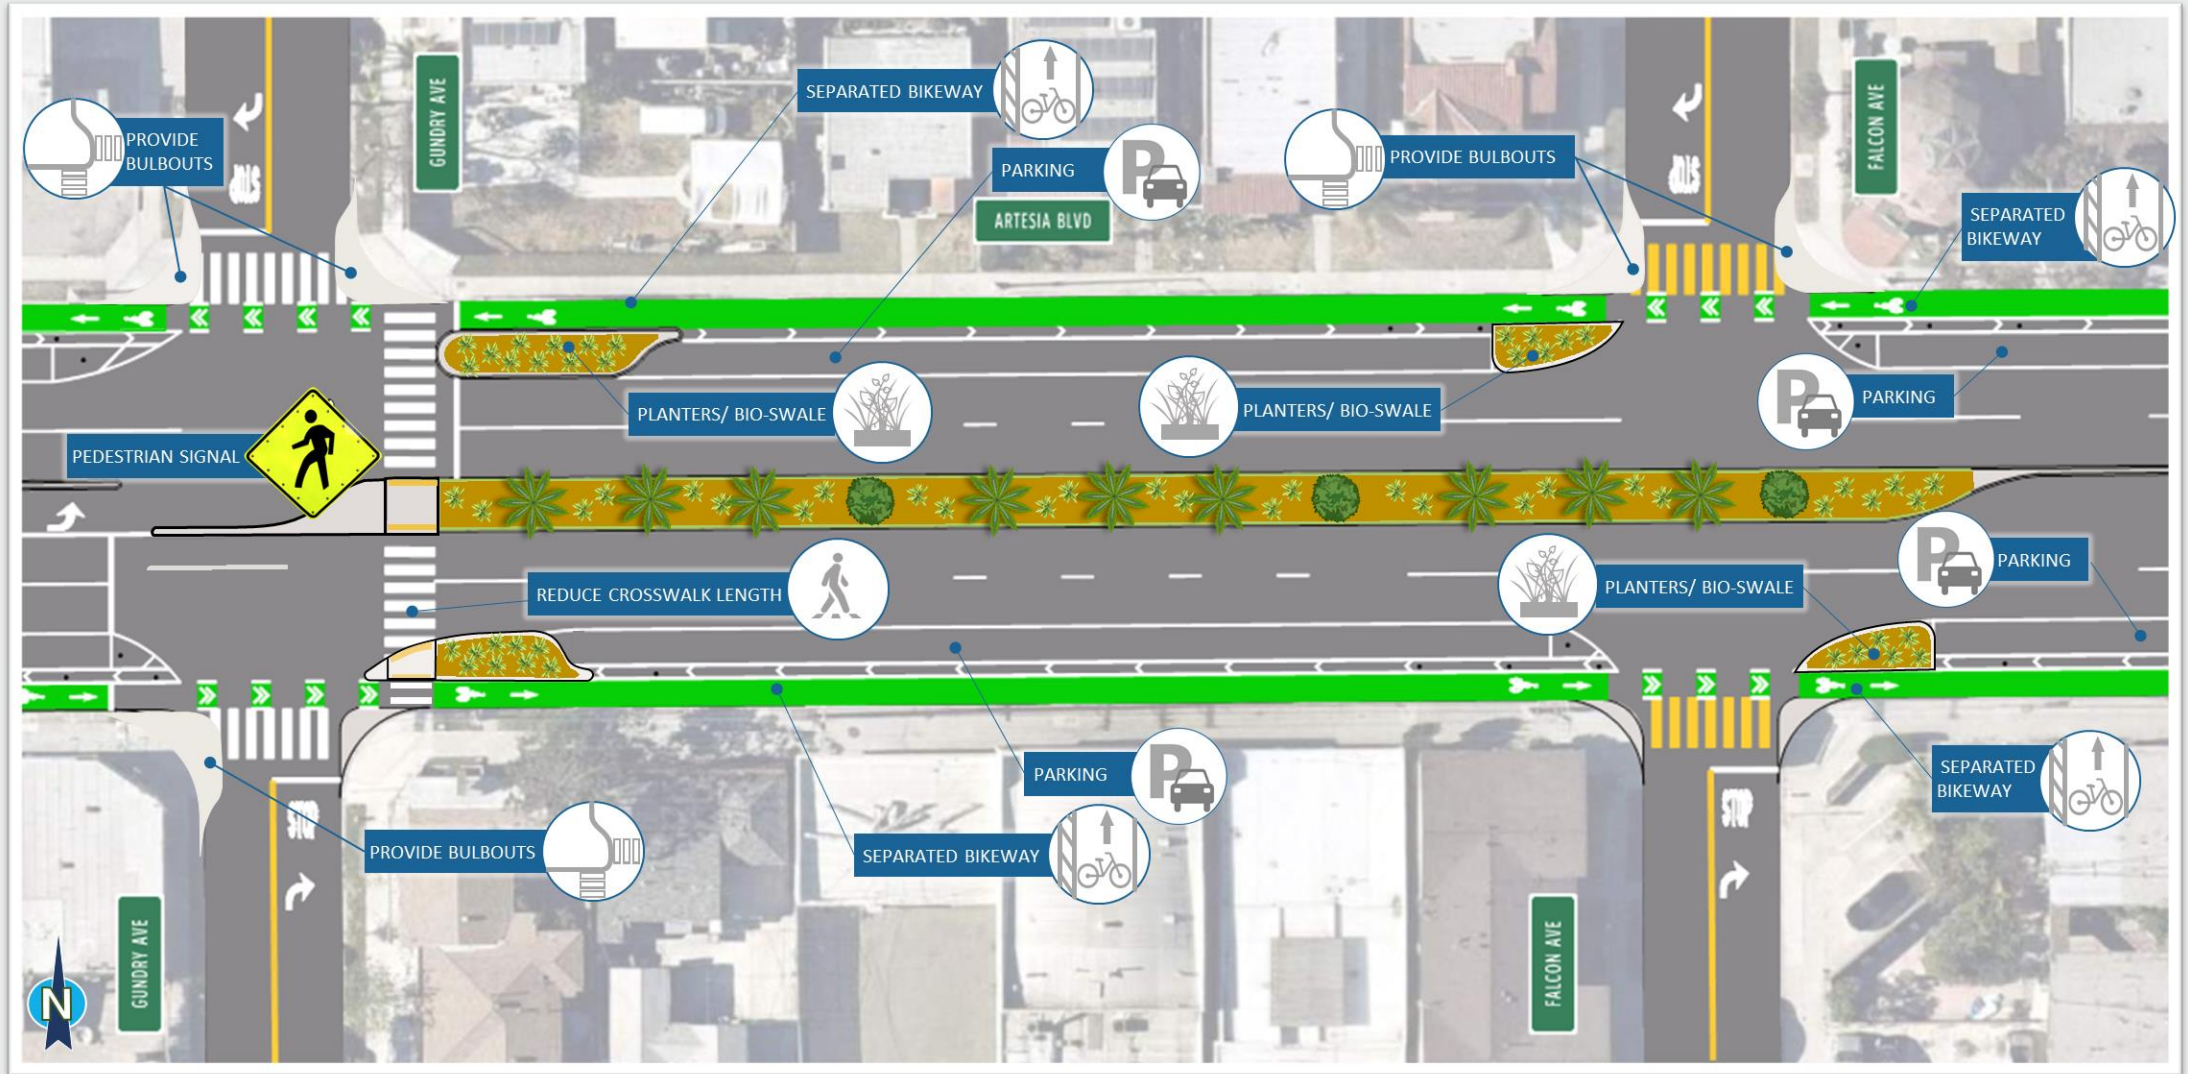 GUNDRY AVE
FALCON AVE
SEPARATED BIKEWAY
PARKING
P
ARTESIA BLVD
PROVIDE
BULBOUTS
PROVIDE BULBOUTS
STOP
STOP
SEPARATED
BIKEWAY
PLANTERS/ BIO-SWALE
PLANTERS/ BIO-SWALE
P
PARKING
PEDESTRIAN SIGNAL
REDUCE CROSSWALK LENGTH
PLANTERS/ BIO-SWALE
P
PARKING
PARKING
P
SEPARATED
BIKEWAY
STOP
STOP
PROVIDE BULBOUTS
SEPARATED BIKEWAY
GUNDRY AVE
FALCON AVE
N